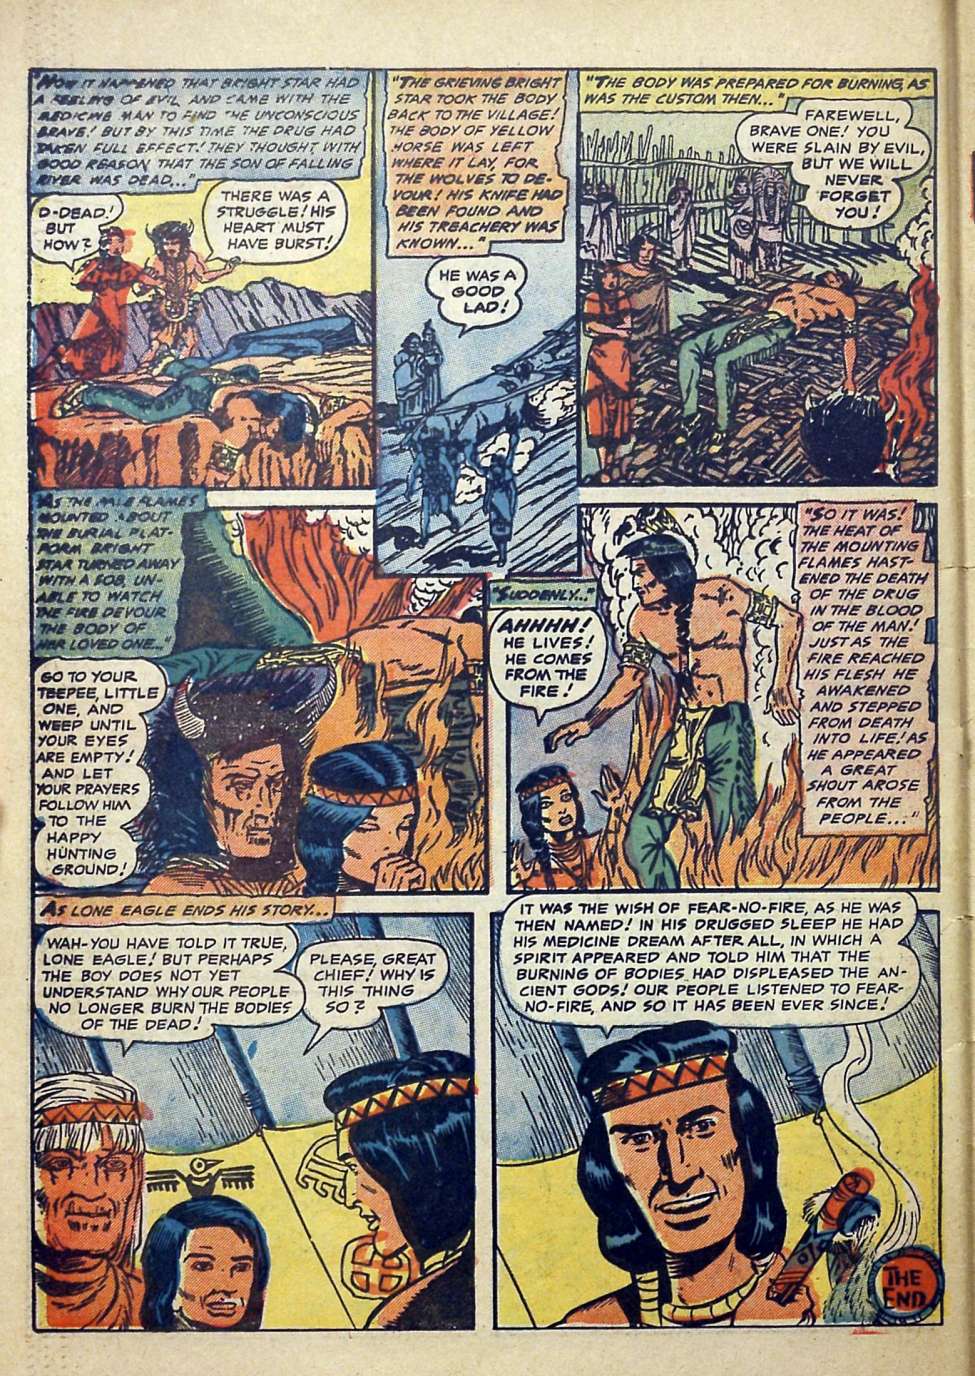 "NOW IT HAPPENED THAT BRIGHT STAR HAD
A FEELING OF EVIL, AND CAME WITH THE
MEDICINE MAN TO FIND THE UNCONSCIOUS
BRAVE! BUT BY THIS TIME THE DRUG HAD
TAKEN FULL EFFECT! THEY THOUGHT, WITH
GOOD REASON, THAT THE SON OF FALLING
RIVER WAS DEAD..."
D-DEAD!
BUT
HOW?
THERE WAS A
STRUGGLE! HIS
HEART MUST
HAVE BURST!
"THE GRIEVING BRIGHT
STAR TOOK THE BODY
BACK TO THE VILLAGE!
THE BODY OF YELLOW
HORSE WAS LEFT
WHERE IT LAY, FOR
THE WOLVES TO DE-
VOUR! HIS KNIFE HAD
BEEN FOUND AND
HIS TREACHERY WAS
KNOWN..."
HE WAS A
GOOD
LAD!
"THE BODY WAS PREPARED FOR BURNING, AS
WAS THE CUSTOM THEN..."
FAREWELL,
BRAVE ONE! YOU
WERE SLAIN BY EVIL,
BUT WE WILL
NEVER
FORGET
YOU!
"AS THE PALE FLAMES
MOUNTED ABOUT
THE BURIAL PLAT-
FORM BRIGHT
STAR TURNED AWAY
WITH A SOB, UN-
ABLE TO WATCH
THE FIRE DEVOUR
THE BODY OF
HER LOVED ONE..."
GO TO YOUR
TEEPEE, LITTLE
ONE, AND
WEEP UNTIL
YOUR EYES
ARE EMPTY!
AND LET
YOUR PRAYERS
FOLLOW HIM
TO THE
HAPPY
HUNTING
GROUND!
"SUDDENLY..."
AHHHH!
HE LIVES!
HE COMES
FROM THE
FIRE!
"SO IT WAS!
THE HEAT OF
THE MOUNTING
FLAMES HAST-
ENED THE DEATH
OF THE DRUG
IN THE BLOOD
OF THE MAN!
JUST AS THE
FIRE REACHED
HIS FLESH HE
AWAKENED
AND STEPPED
FROM DEATH
INTO LIFE! AS
HE APPEARED
A GREAT
SHOUT AROSE
FROM THE
PEOPLE..."
AS LONE EAGLE ENDS HIS STORY...
WAH-YOU HAVE TOLD IT TRUE,
LONE EAGLE! BUT PERHAPS
THE BOY DOES NOT YET
UNDERSTAND WHY OUR PEOPLE
NO LONGER BURN THE BODIES
OF THE DEAD!
PLEASE, GREAT
CHIEF! WHY IS
THIS THING
SO?
IT WAS THE WISH OF FEAR-NO-FIRE, AS HE WAS
THEN NAMED! IN HIS DRUGGED SLEEP HE HAD
HIS MEDICINE DREAM AFTER ALL, IN WHICH A
SPIRIT APPEARED AND TOLD HIM THAT THE
BURNING OF BODIES HAD DISPLEASED THE AN-
CIENT GODS! OUR PEOPLE LISTENED TO FEAR-
NO-FIRE, AND SO IT HAS BEEN EVER SINCE!
THE
END